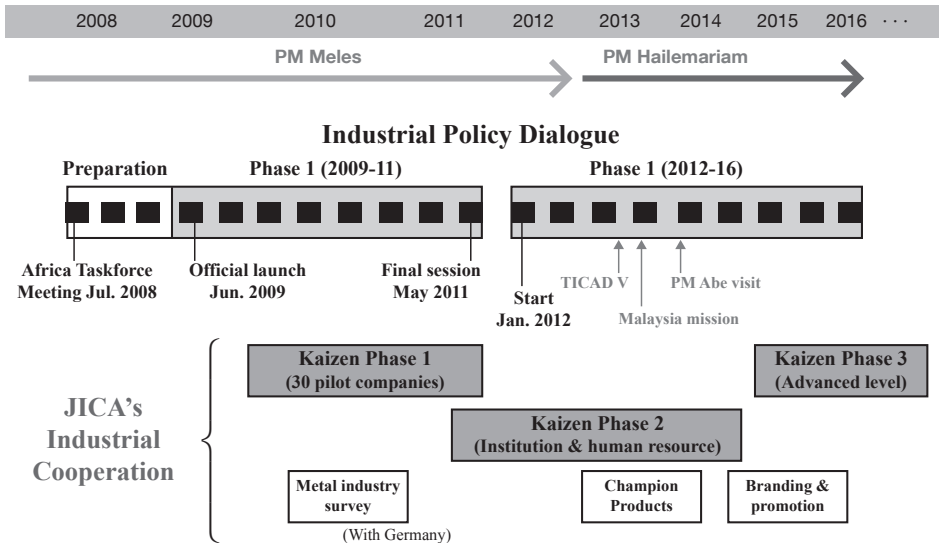 2008 2009 2010 2011 2012 2013 2014 2015 2016 ···
PM Meles PM Hailemariam
Industrial Policy Dialogue
Preparation Phase 1 (2009-11) Phase 1 (2012-16)
Africa Taskforce
Meeting Jul. 2008
Official launch
Jun. 2009
Final session
May 2011
Start
Jan. 2012
TICAD V
Malaysia mission
PM Abe visit
JICA’s
Industrial
Cooperation
Kaizen Phase 1
(30 pilot companies)
Kaizen Phase 2
(Institution & human resource)
Kaizen Phase 3
(Advanced level)
Metal industry
survey
(With Germany)
Champion
Products
Branding &
promotion